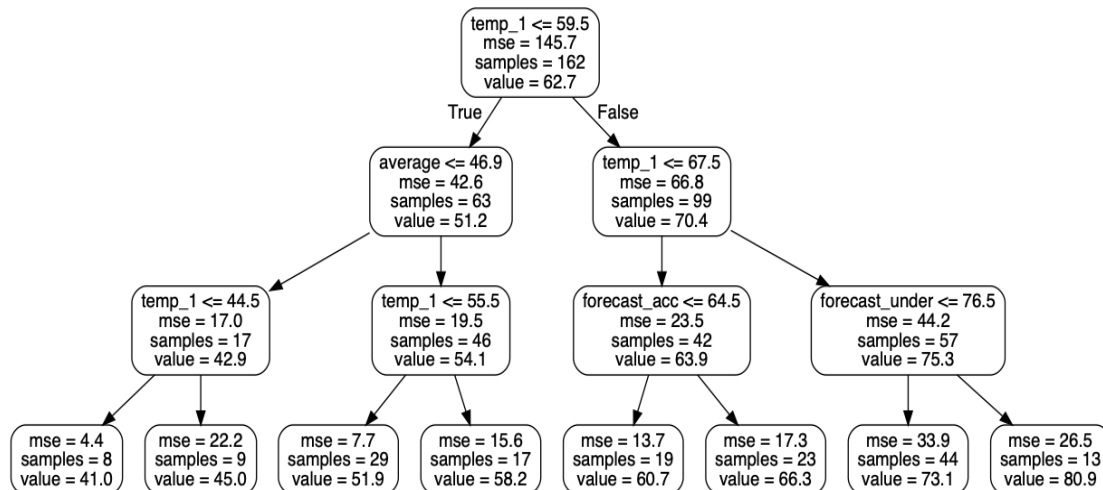 temp_1 <= 59.5
mse = 145.7
samples = 162
value = 62.7
True
False
average <= 46.9
mse = 42.6
samples = 63
value = 51.2
temp_1 <= 67.5
mse = 66.8
samples = 99
value = 70.4
temp_1 <= 44.5
mse = 17.0
samples = 17
value = 42.9
temp_1 <= 55.5
mse = 19.5
samples = 46
value = 54.1
forecast_acc <= 64.5
mse = 23.5
samples = 42
value = 63.9
forecast_under <= 76.5
mse = 44.2
samples = 57
value = 75.3
mse = 4.4
samples = 8
value = 41.0
mse = 22.2
samples = 9
value = 45.0
mse = 7.7
samples = 29
value = 51.9
mse = 15.6
samples = 17
value = 58.2
mse = 13.7
samples = 19
value = 60.7
mse = 17.3
samples = 23
value = 66.3
mse = 33.9
samples = 44
value = 73.1
mse = 26.5
samples = 13
value = 80.9